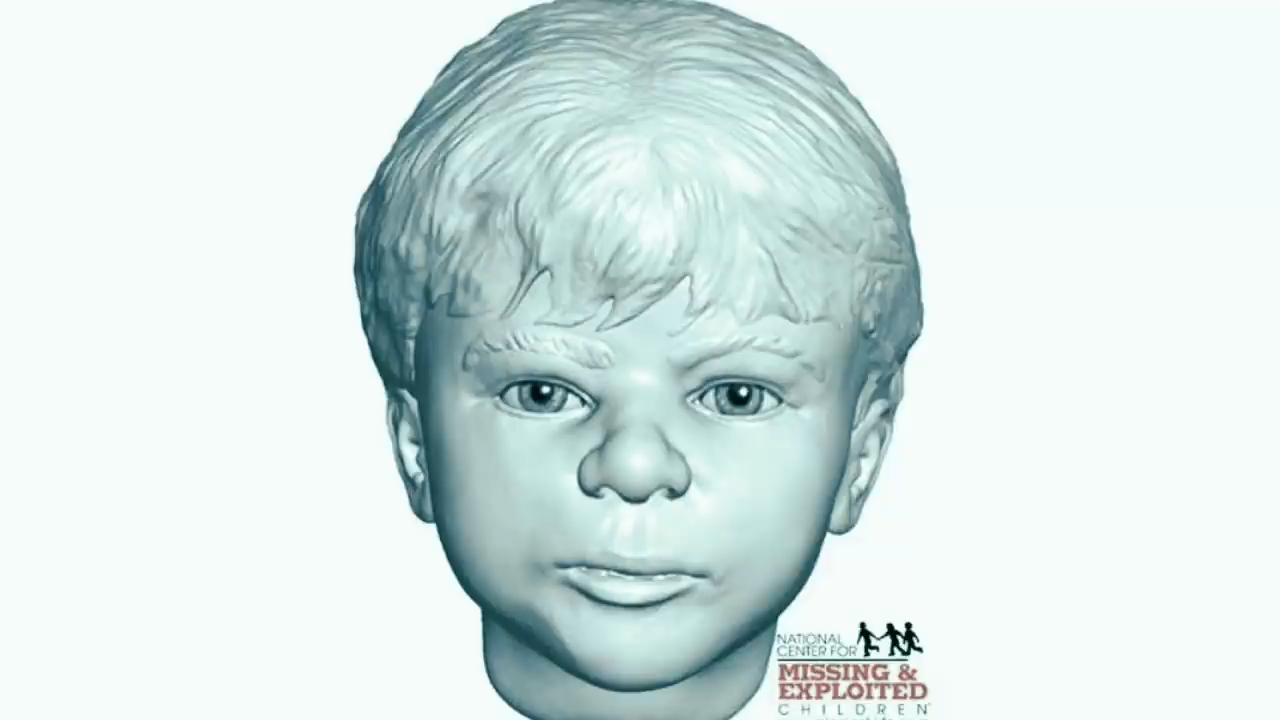 NATIONAL
CENTER FOR
MISSING &
EXPLOITED
CHILDREN